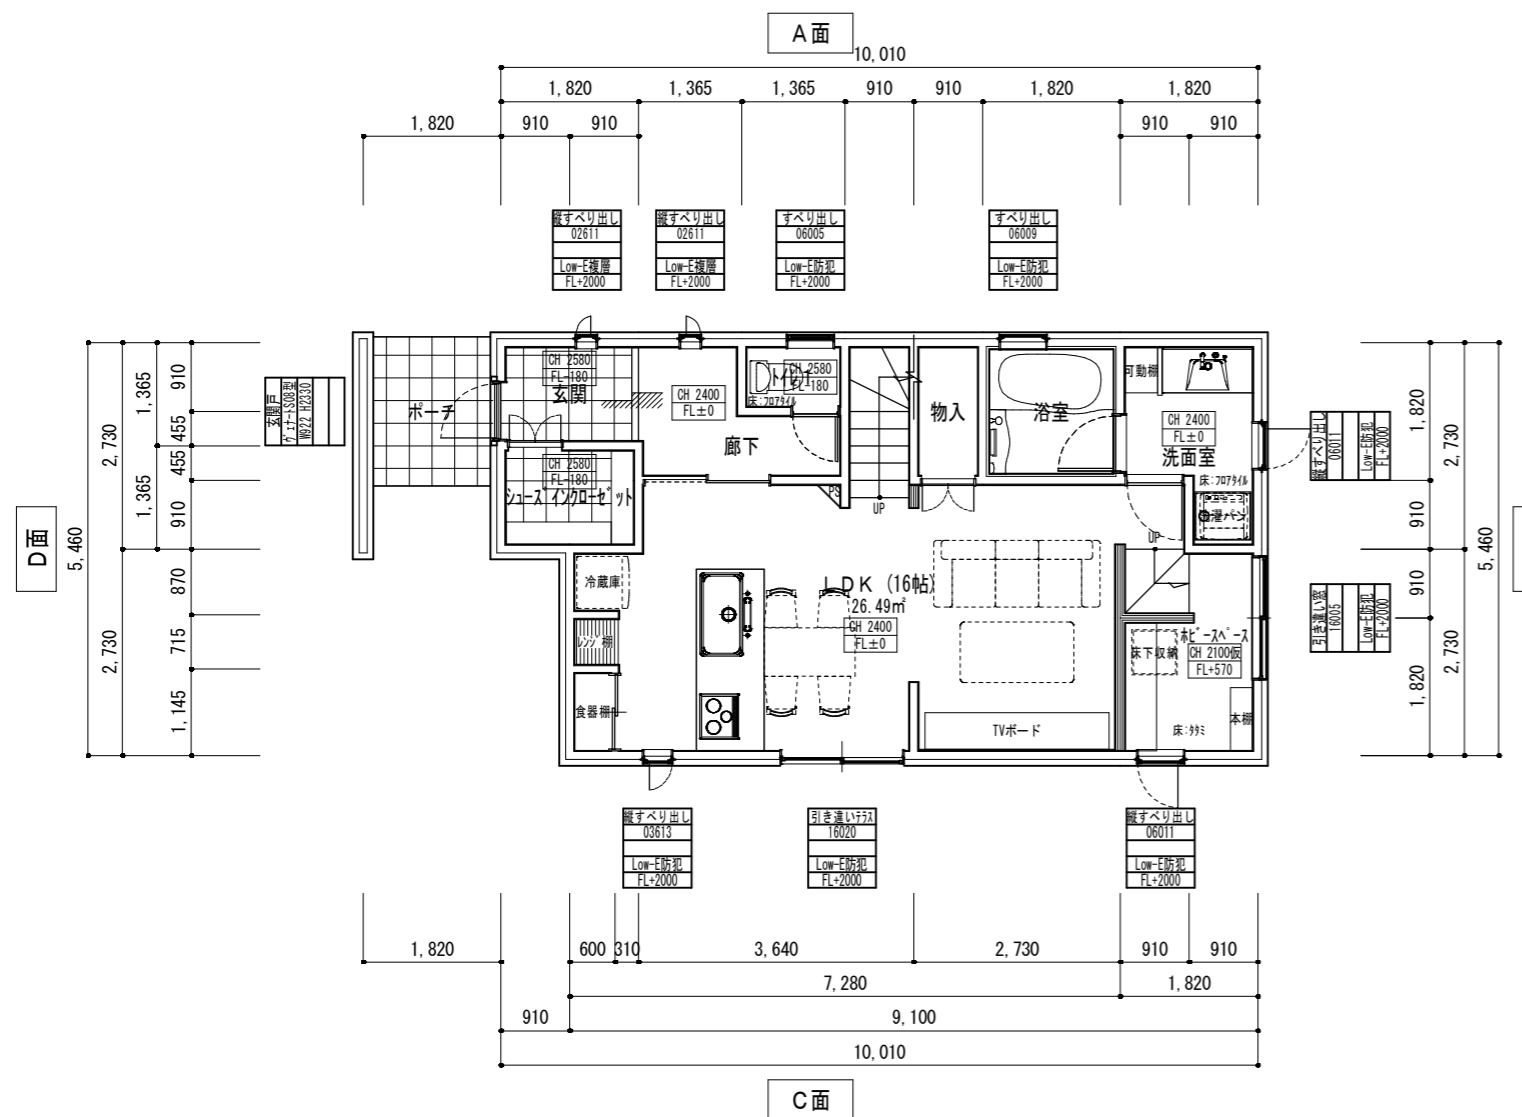 A面
10,010
1,820
1,365
1,365
910
910
1,820
1,820
1,820
910
910
910
910
縦すべり出し
02611
Low-E複層
FL+2000
縦すべり出し
02611
Low-E複層
FL+2000
すべり出し
06005
Low-E防犯
FL+2000
すべり出し
06009
Low-E防犯
FL+2000
D面
5,460
2,730
2,730
1,365
1,365
910
455
455
910
870
715
1,145
玄関戸
W922 H2330
ポーチ
CH 2580
FL-180
玄関
CH 2400
FL±0
廊下
CH 2580
FL-180
トイレ1
床:フロアタイル
物入
浴室
可動棚
CH 2400
FL±0
洗面室
床:フロアタイル
洗濯パン
CH 2580
FL-180
シューズインクローゼット
PS
UP
UP
冷蔵庫
レンジ棚
食器棚
LDK (16帖)
26.49㎡
CH 2400
FL±0
TVボード
ホビースペース
床下収納
CH 2100仮
FL+570
床:タタミ
本棚
縦すべり出し
06011
Low-E防犯
FL+2000
引き違い窓
16005
Low-E防犯
FL+2000
1,820
910
910
1,820
2,730
2,730
5,460
縦すべり出し
03613
Low-E防犯
FL+2000
引き違いテラス
16020
Low-E防犯
FL+2000
縦すべり出し
06011
Low-E防犯
FL+2000
1,820
600
310
3,640
2,730
910
910
7,280
1,820
910
9,100
10,010
C面